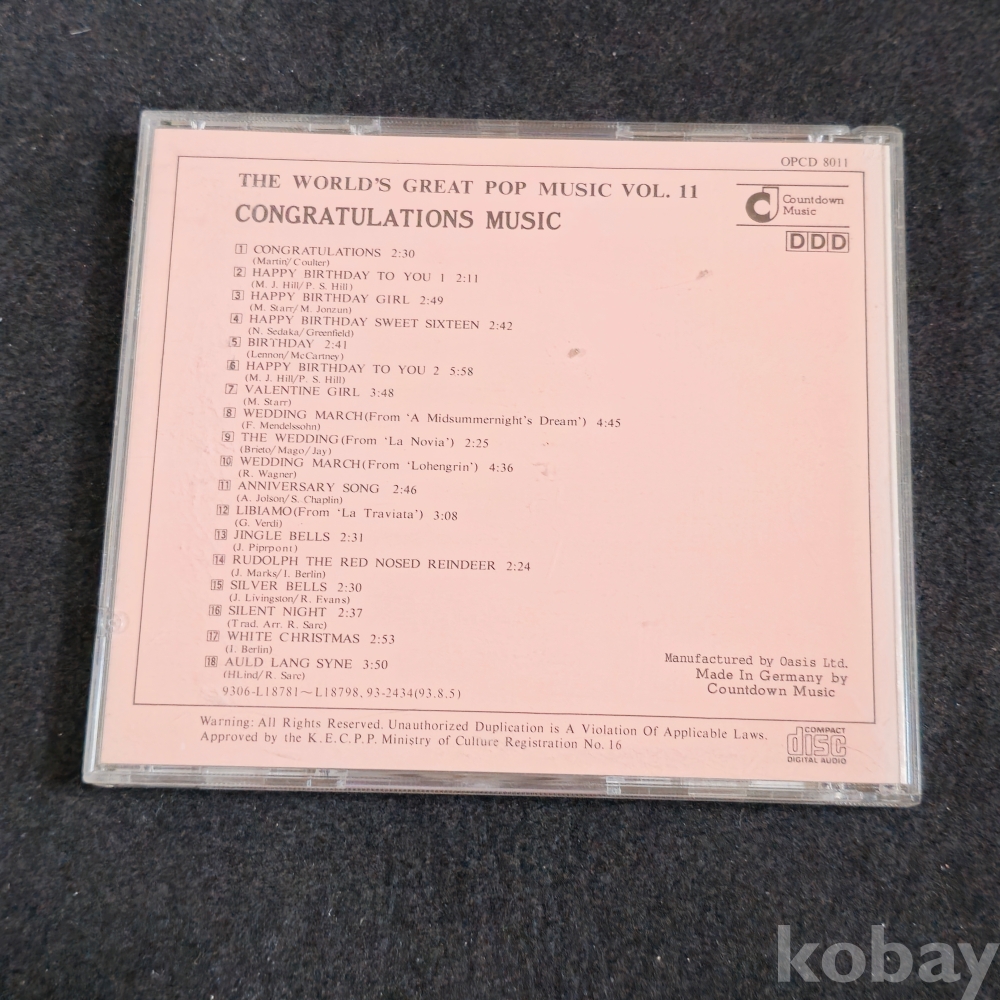 OPCD 8011
THE WORLD'S GREAT POP MUSIC VOL. 11
CONGRATULATIONS MUSIC
Countdown
Music
DDD
1 CONGRATULATIONS 2:30
(Martin/Coulter)
2 HAPPY BIRTHDAY TO YOU 1 2:11
(M. J. Hill/P. S. Hill)
3 HAPPY BIRTHDAY GIRL 2:49
(M. Starr/M. Jonzun)
4 HAPPY BIRTHDAY SWEET SIXTEEN 2:42
(N. Sedaka/Greenfield)
5 BIRTHDAY 2:41
(Lennon/McCartney)
6 HAPPY BIRTHDAY TO YOU 2 5:58
(M. J. Hill/P. S. Hill)
7 VALENTINE GIRL 3:48
(M. Starr)
8 WEDDING MARCH(From 'A Midsummernight's Dream') 4:45
(F. Mendelssohn)
9 THE WEDDING(From 'La Novia') 2:25
(Brieto/Mago/Jay)
10 WEDDING MARCH(From 'Lohengrin') 4:36
(R. Wagner)
11 ANNIVERSARY SONG 2:46
(A. Jolson/S. Chaplin)
12 LIBIAMO(From 'La Traviata') 3:08
(G. Verdi)
13 JINGLE BELLS 2:31
(J. Piprpont)
14 RUDOLPH THE RED NOSED REINDEER 2:24
(J. Marks/I. Berlin)
15 SILVER BELLS 2:30
(J. Livingston/R. Evans)
16 SILENT NIGHT 2:37
(Trad. Arr. R. Sarc)
17 WHITE CHRISTMAS 2:53
(I. Berlin)
18 AULD LANG SYNE 3:50
(HLind/R. Sarc)
9306-L18781~L18798, 93-2434(93.8.5)
Manufactured by Oasis Ltd.
Made In Germany by
Countdown Music
Warning: All Rights Reserved. Unauthorized Duplication is A Violation Of Applicable Laws.
Approved by the K.E.C.P.P. Ministry of Culture Registration No. 16
COMPACT
disc
DIGITAL AUDIO
kobay